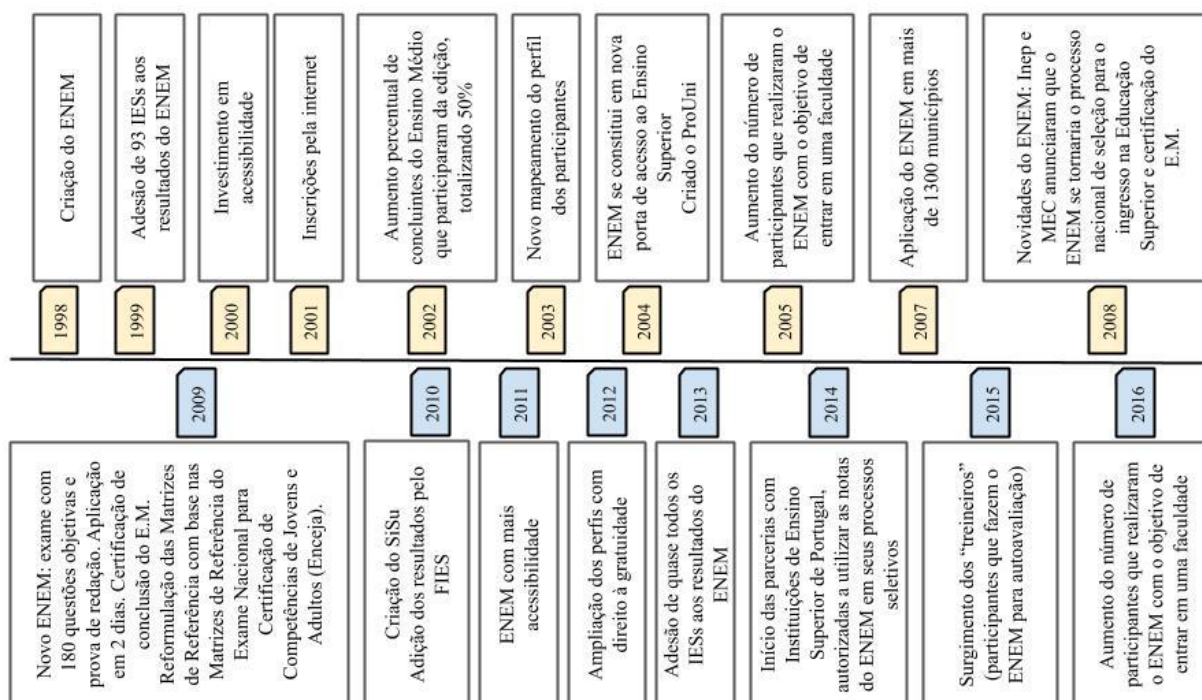 1998
Criação do ENEM
1999
Adesão de 93 IESs aos
resultados do ENEM
2000
Investimento em
acessibilidade
2001
Inscrições pela internet
2002
Aumento percentual de
concluintes do Ensino Médio
que participaram da edição,
totalizando 50%
2003
Novo mapeamento do perfil
dos participantes
2004
ENEM se constitui em nova
porta de acesso ao Ensino
Superior
Criado o ProUni
2005
Aumento do número de
participantes que realizaram o
ENEM com o objetivo de
entrar em uma faculdade
2007
Aplicação do ENEM em mais
de 1300 municípios
2008
Novidades do ENEM: Inep e
MEC anunciaram que o
ENEM se tornaria o processo
nacional de seleção para o
ingresso na Educação
Superior e certificação do
E.M.
2009
Novo ENEM: exame com
180 questões objetivas e
prova de redação. Aplicação
em 2 dias. Certificação de
conclusão do E.M.
Reformulação das Matrizes
de Referência com base nas
Matrizes de Referência do
Exame Nacional para
Certificação de
Competências de Jovens e
Adultos (Encceja).
2010
Criação do SiSu
Adição dos resultados pelo
FIES
2011
ENEM com mais
acessibilidade
2012
Ampliação dos perfis com
direito à gratuidade
2013
Adesão de quase todos os
IESs aos resultados do
ENEM
2014
Início das parcerias com
Instituições de Ensino
Superior de Portugal,
autorizadas a utilizar as notas
do ENEM em seus processos
seletivos
2015
Surgimento dos “treineiros”
(participantes que fazem o
ENEM para autoavaliação)
2016
Aumento do número de
participantes que realizaram
o ENEM com o objetivo de
entrar em uma faculdade